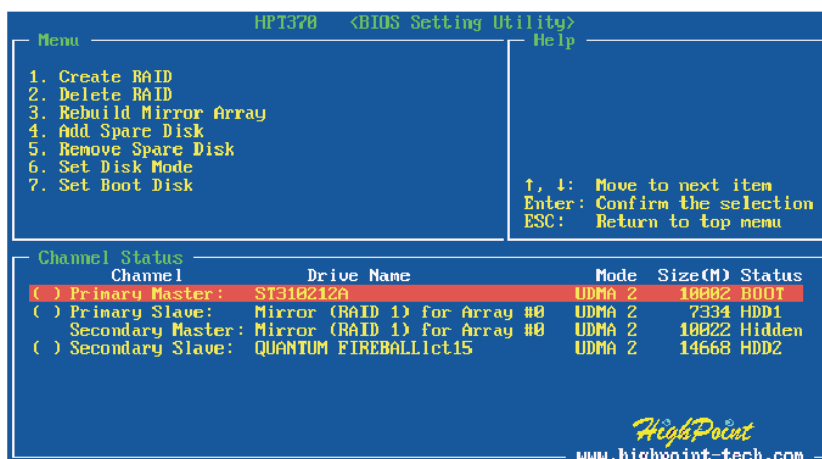 HPT370 <BIOS Setting Utility>
Menu
1. Create RAID
2. Delete RAID
3. Rebuild Mirror Array
4. Add Spare Disk
5. Remove Spare Disk
6. Set Disk Mode
7. Set Boot Disk
Help
↑, ↓: Move to next item
Enter: Confirm the selection
ESC: Return to top menu
Channel Status
Channel Drive Name Mode Size(M) Status
( ) Primary Master: ST310212A UDMA 2 10002 BOOT
( ) Primary Slave: Mirror (RAID 1) for Array #0 UDMA 2 7334 HDD1
Secondary Master: Mirror (RAID 1) for Array #0 UDMA 2 10022 Hidden
( ) Secondary Slave: QUANTUM FIREBALLlct15 UDMA 2 14668 HDD2
HighPoint
www.highpoint-tech.com